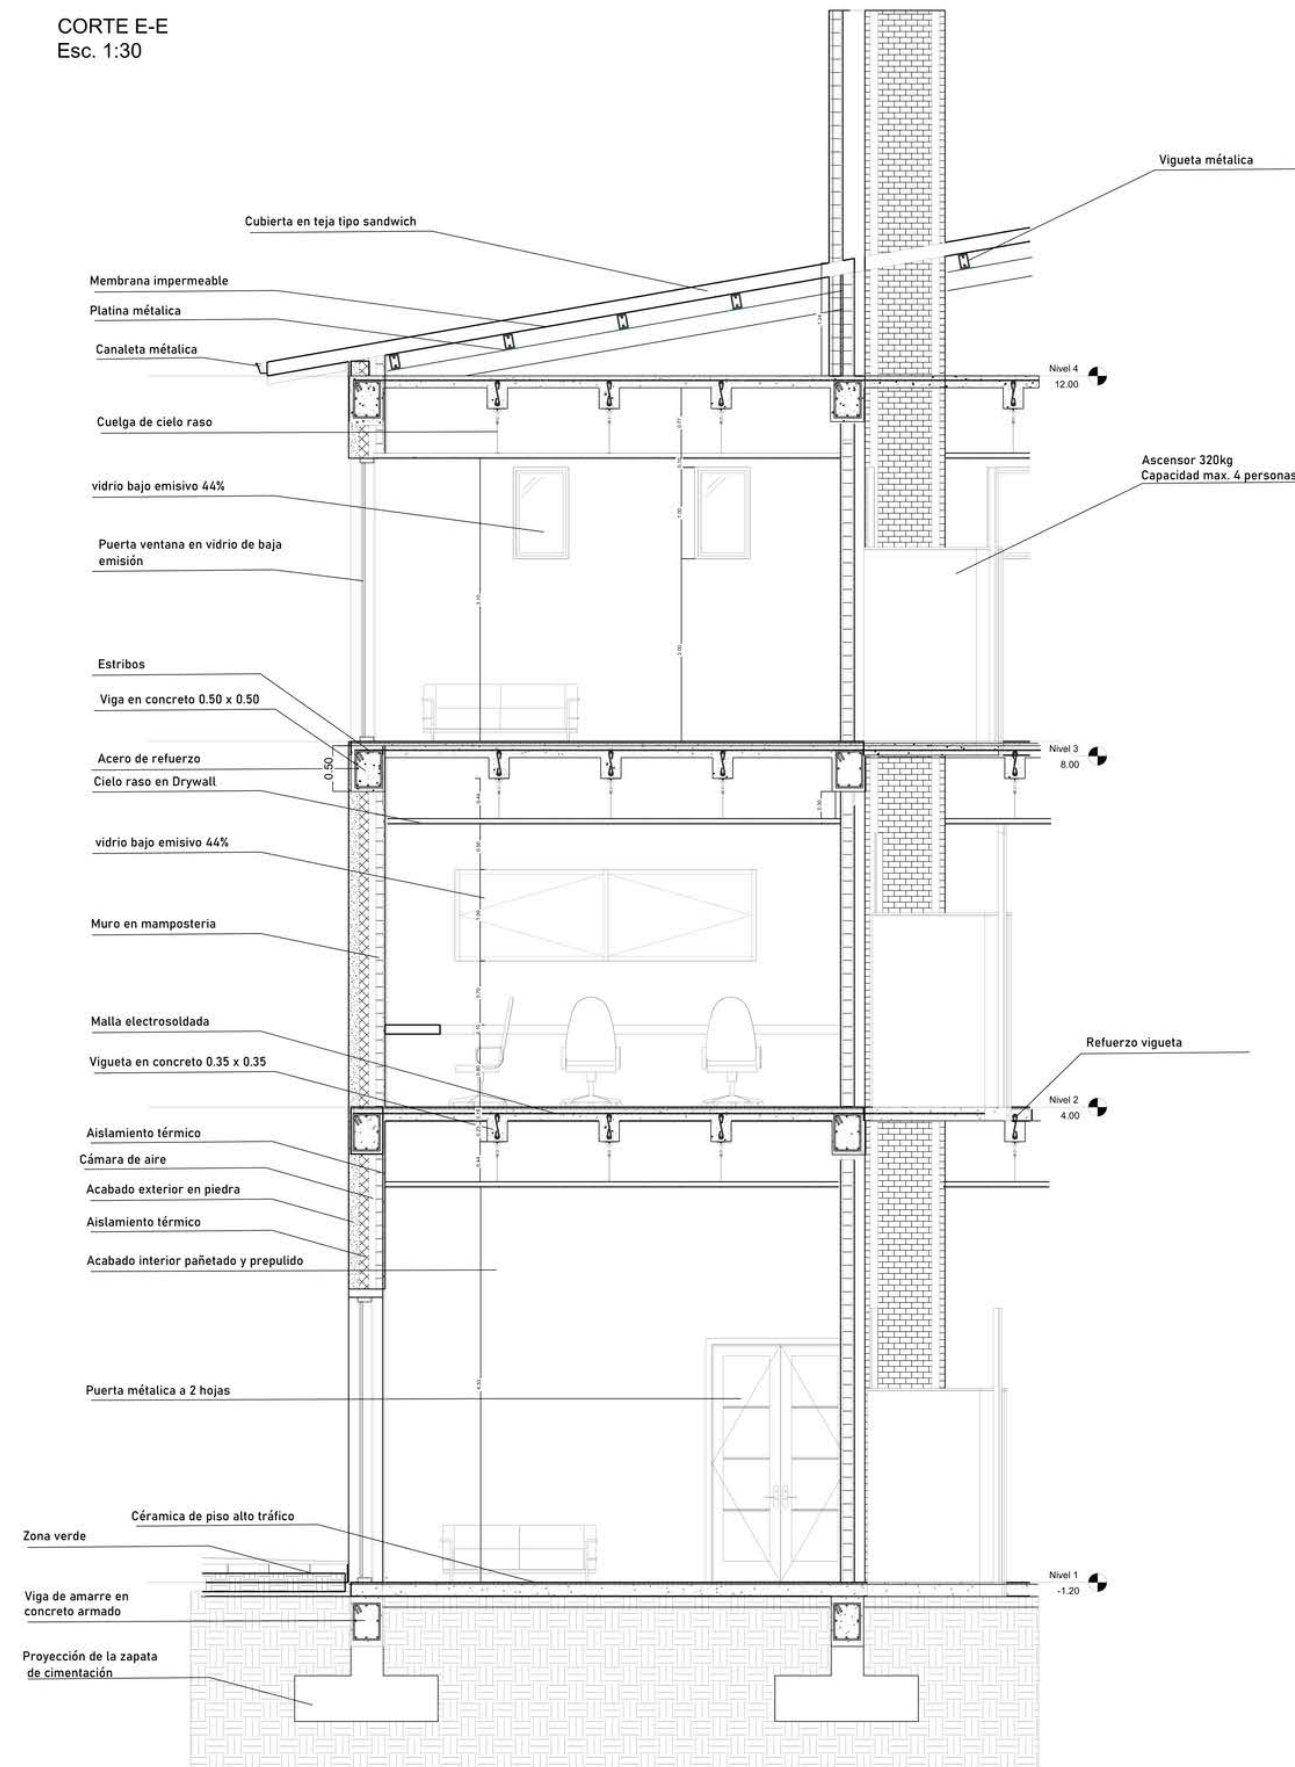 CORTE E-E
Esc. 1:30
Vigueta métalica
Cubierta en teja tipo sandwich
Membrana impermeable
Platina métalica
Canaleta métalica
Nivel 4
12.00
Cuelga de cielo raso
Ascensor 320kg
Capacidad max. 4 personas
vidrio bajo emisivo 44%
Puerta ventana en vidrio de baja
emisión
Estribos
Viga en concreto 0.50 x 0.50
Nivel 3
8.00
Acero de refuerzo
0.50
Cielo raso en Drywall
vidrio bajo emisivo 44%
Muro en mamposteria
Malla electrosoldada
Refuerzo vigueta
Vigueta en concreto 0.35 x 0.35
Nivel 2
4.00
Aislamiento térmico
Cámara de aire
Acabado exterior en piedra
Aislamiento térmico
Acabado interior pañetado y prepulido
Puerta métalica a 2 hojas
Céramica de piso alto tráfico
Zona verde
Nivel 1
-1.20
Viga de amarre en
concreto armado
Proyección de la zapata
de cimentación